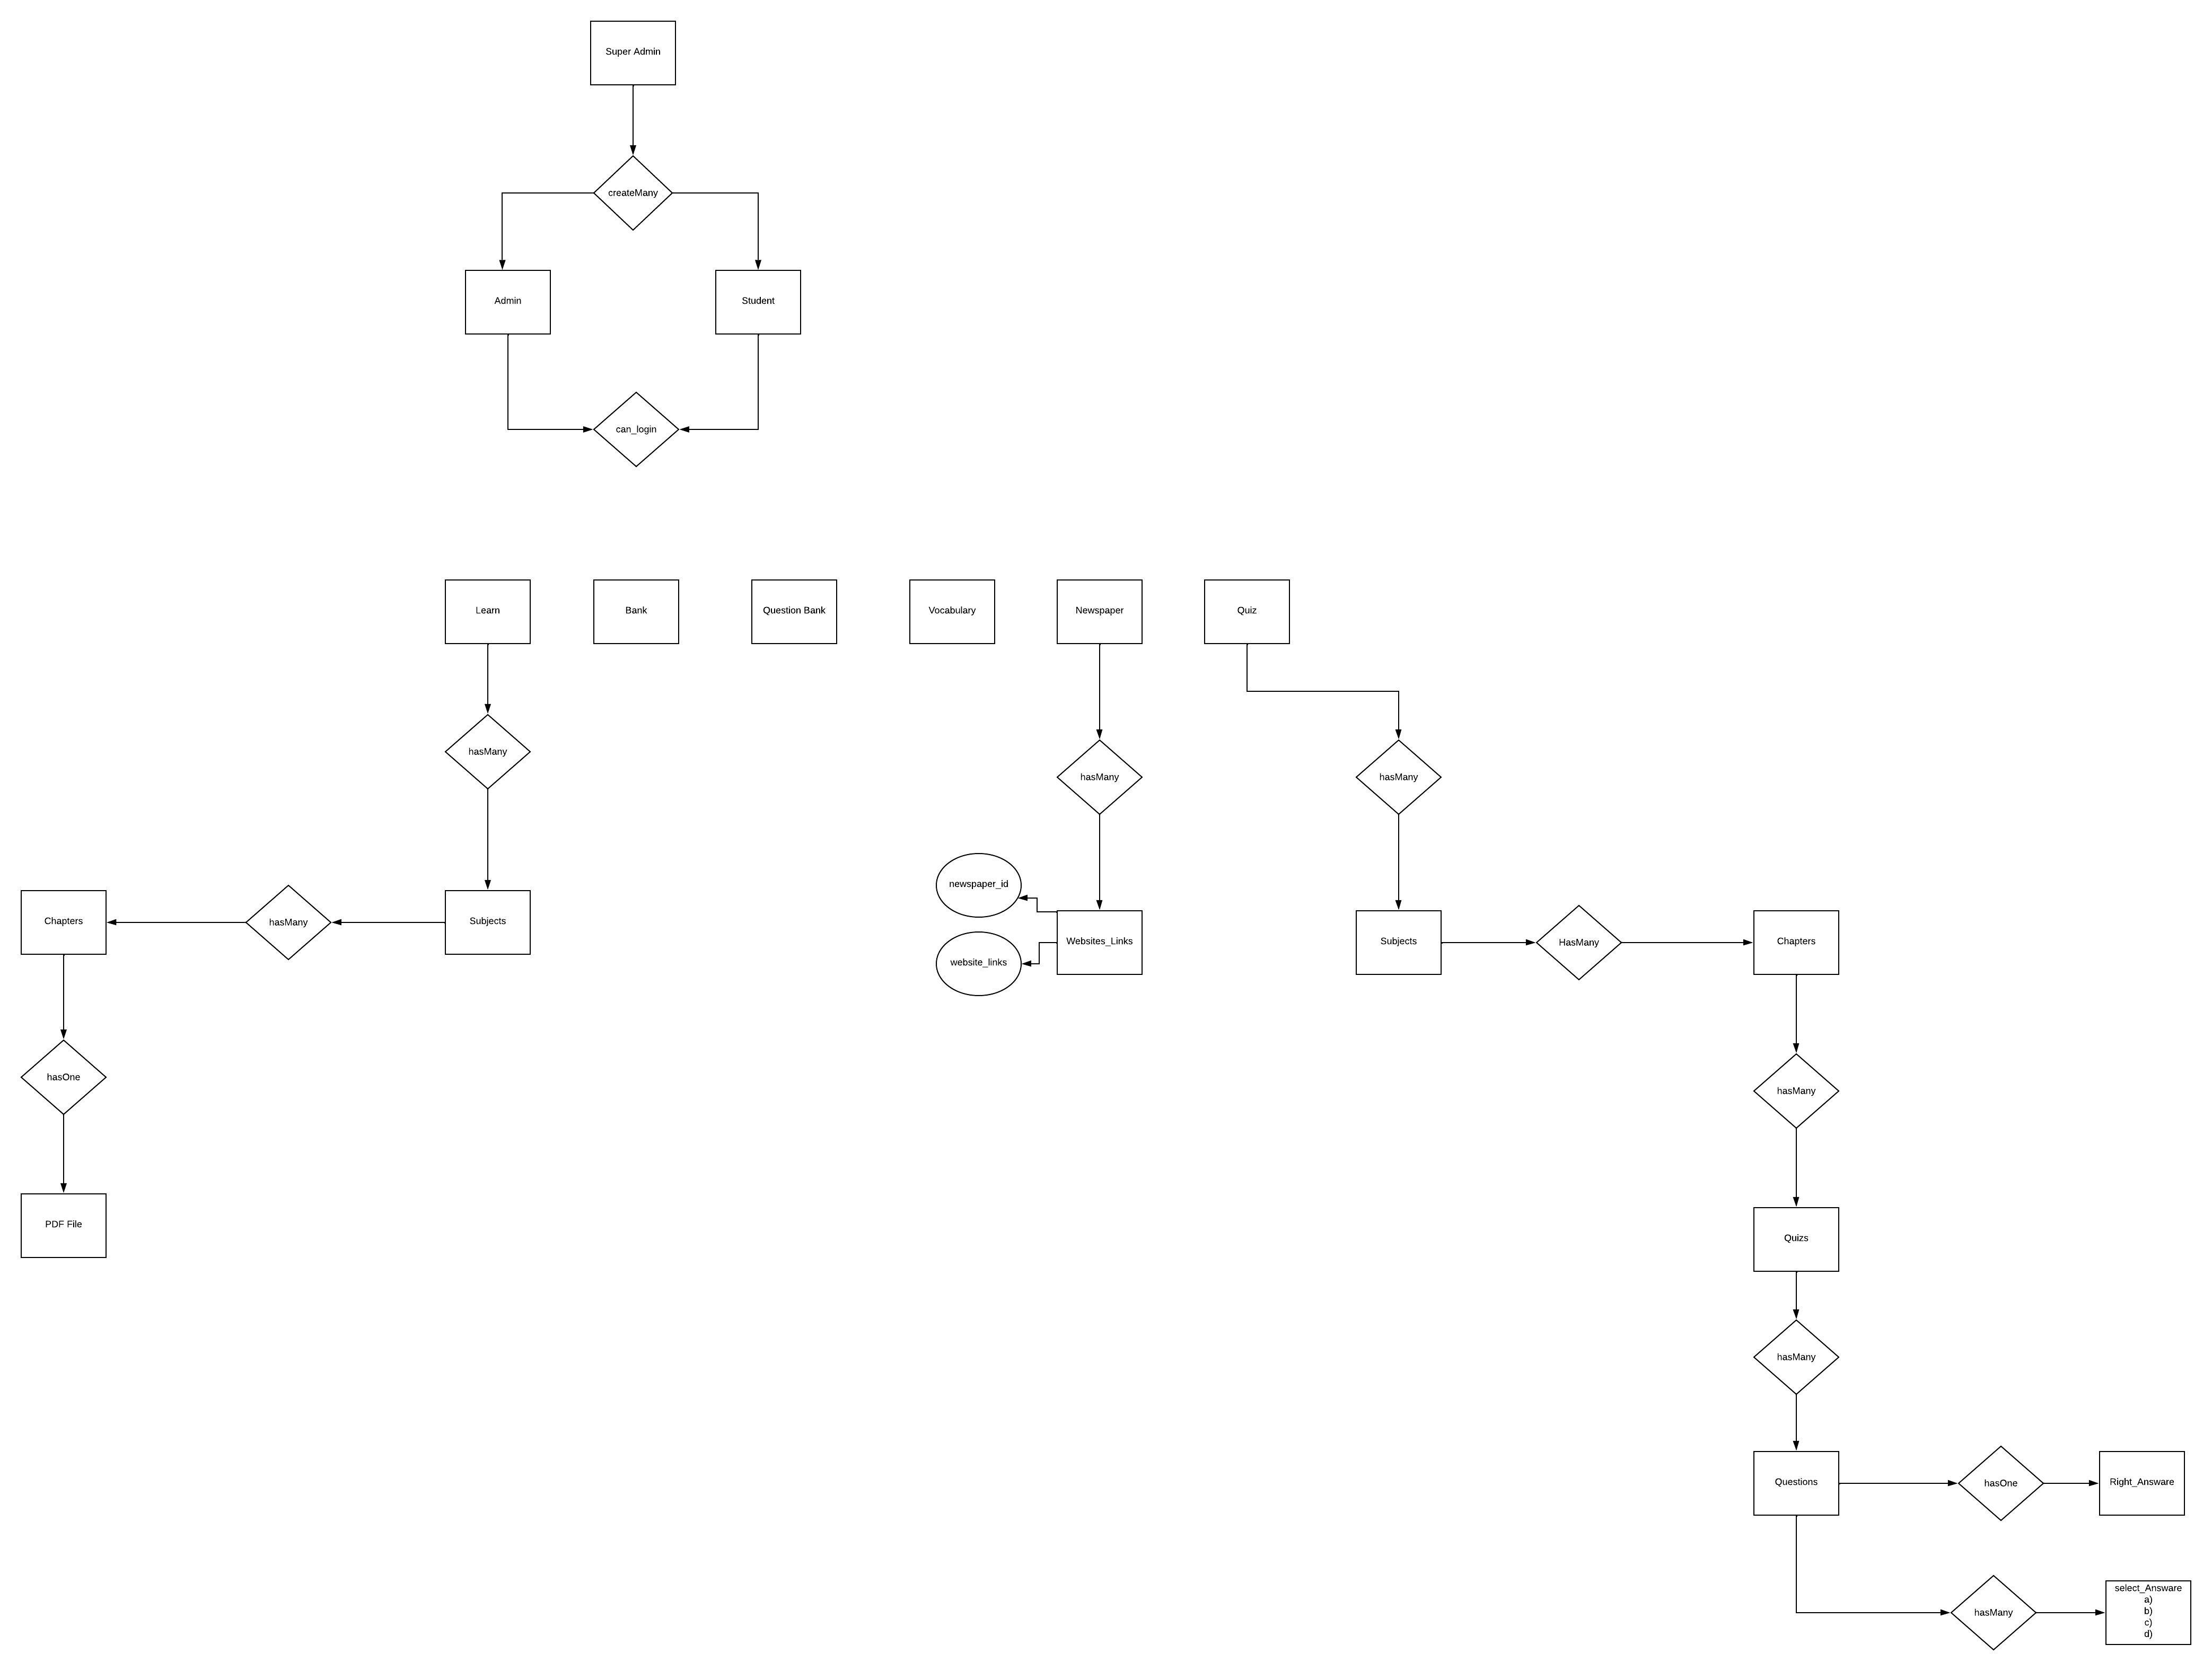 Super Admin
createMany
Admin
Student
can_login
Learn
Bank
Question Bank
Vocabulary
Newspaper
Quiz
hasMany
hasMany
hasMany
newspaper_id
Chapters
hasMany
Subjects
Websites_Links
Subjects
HasMany
Chapters
website_links
hasOne
hasMany
PDF File
Quizs
hasMany
Questions
hasOne
Right_Answare
hasMany
select_Answare
a)
b)
c)
d)